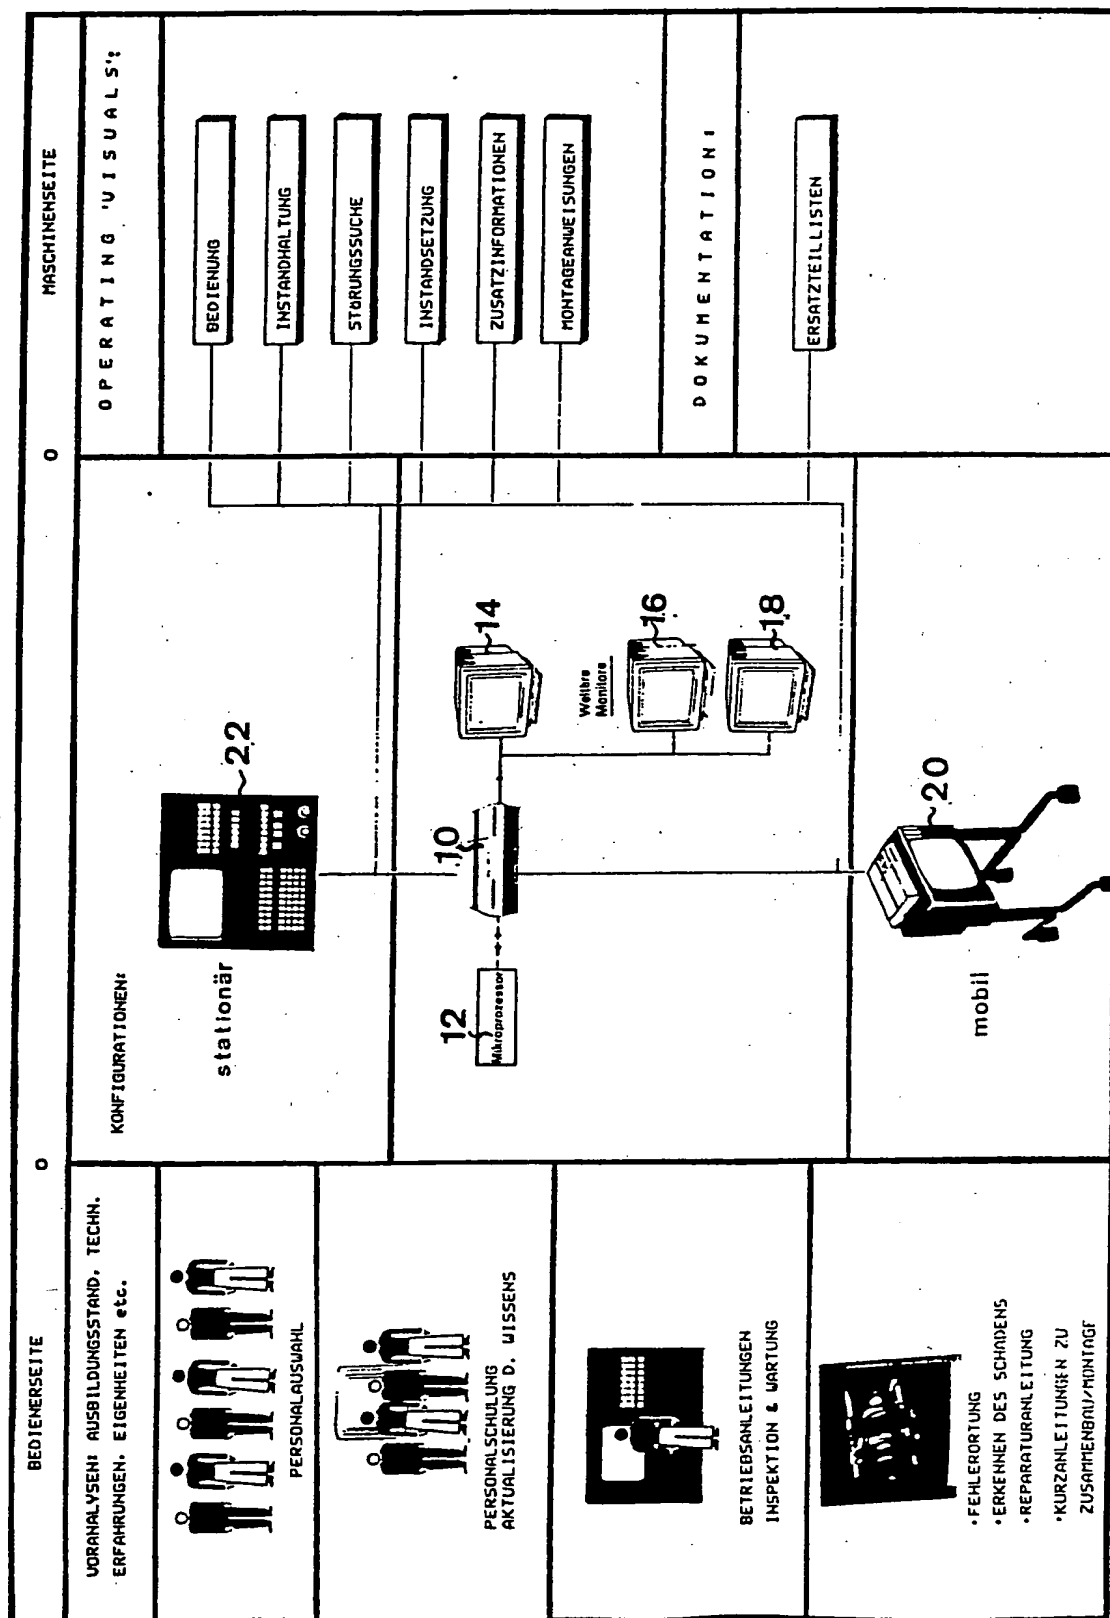 BEDIENERSEITE
O
O
MASCHINENSEITE
VORANALYSEN: AUSBILDUNGSSTAND, TECHN.
ERFAHRUNGEN. EIGENHEITEN etc.
PERSONALAUSWAHL
PERSONALSCHULUNG
AKTUALISIERUNG D. WISSENS
BETRIEBSANLEITUNGEN
INSPEKTION & WARTUNG
·FEHLERORTUNG
·ERKENNEN DES SCHADENS
·REPARATURANLEITUNG
·KURZANLEITUNGEN ZU
ZUSAMMENBAU/MONTAGE
KONFIGURATIONEN:
stationär
22
12
Mikroprozessor
10
14
Weitere
Monitore
16
18
mobil
20
OPERATING 'VISUALS':
BEDIENUNG
INSTANDHALTUNG
STÖRUNGSSUCHE
INSTANDSETZUNG
ZUSATZINFORMATIONEN
MONTAGEANWEISUNGEN
DOKUMENTATION:
ERSATZTEILLISTEN